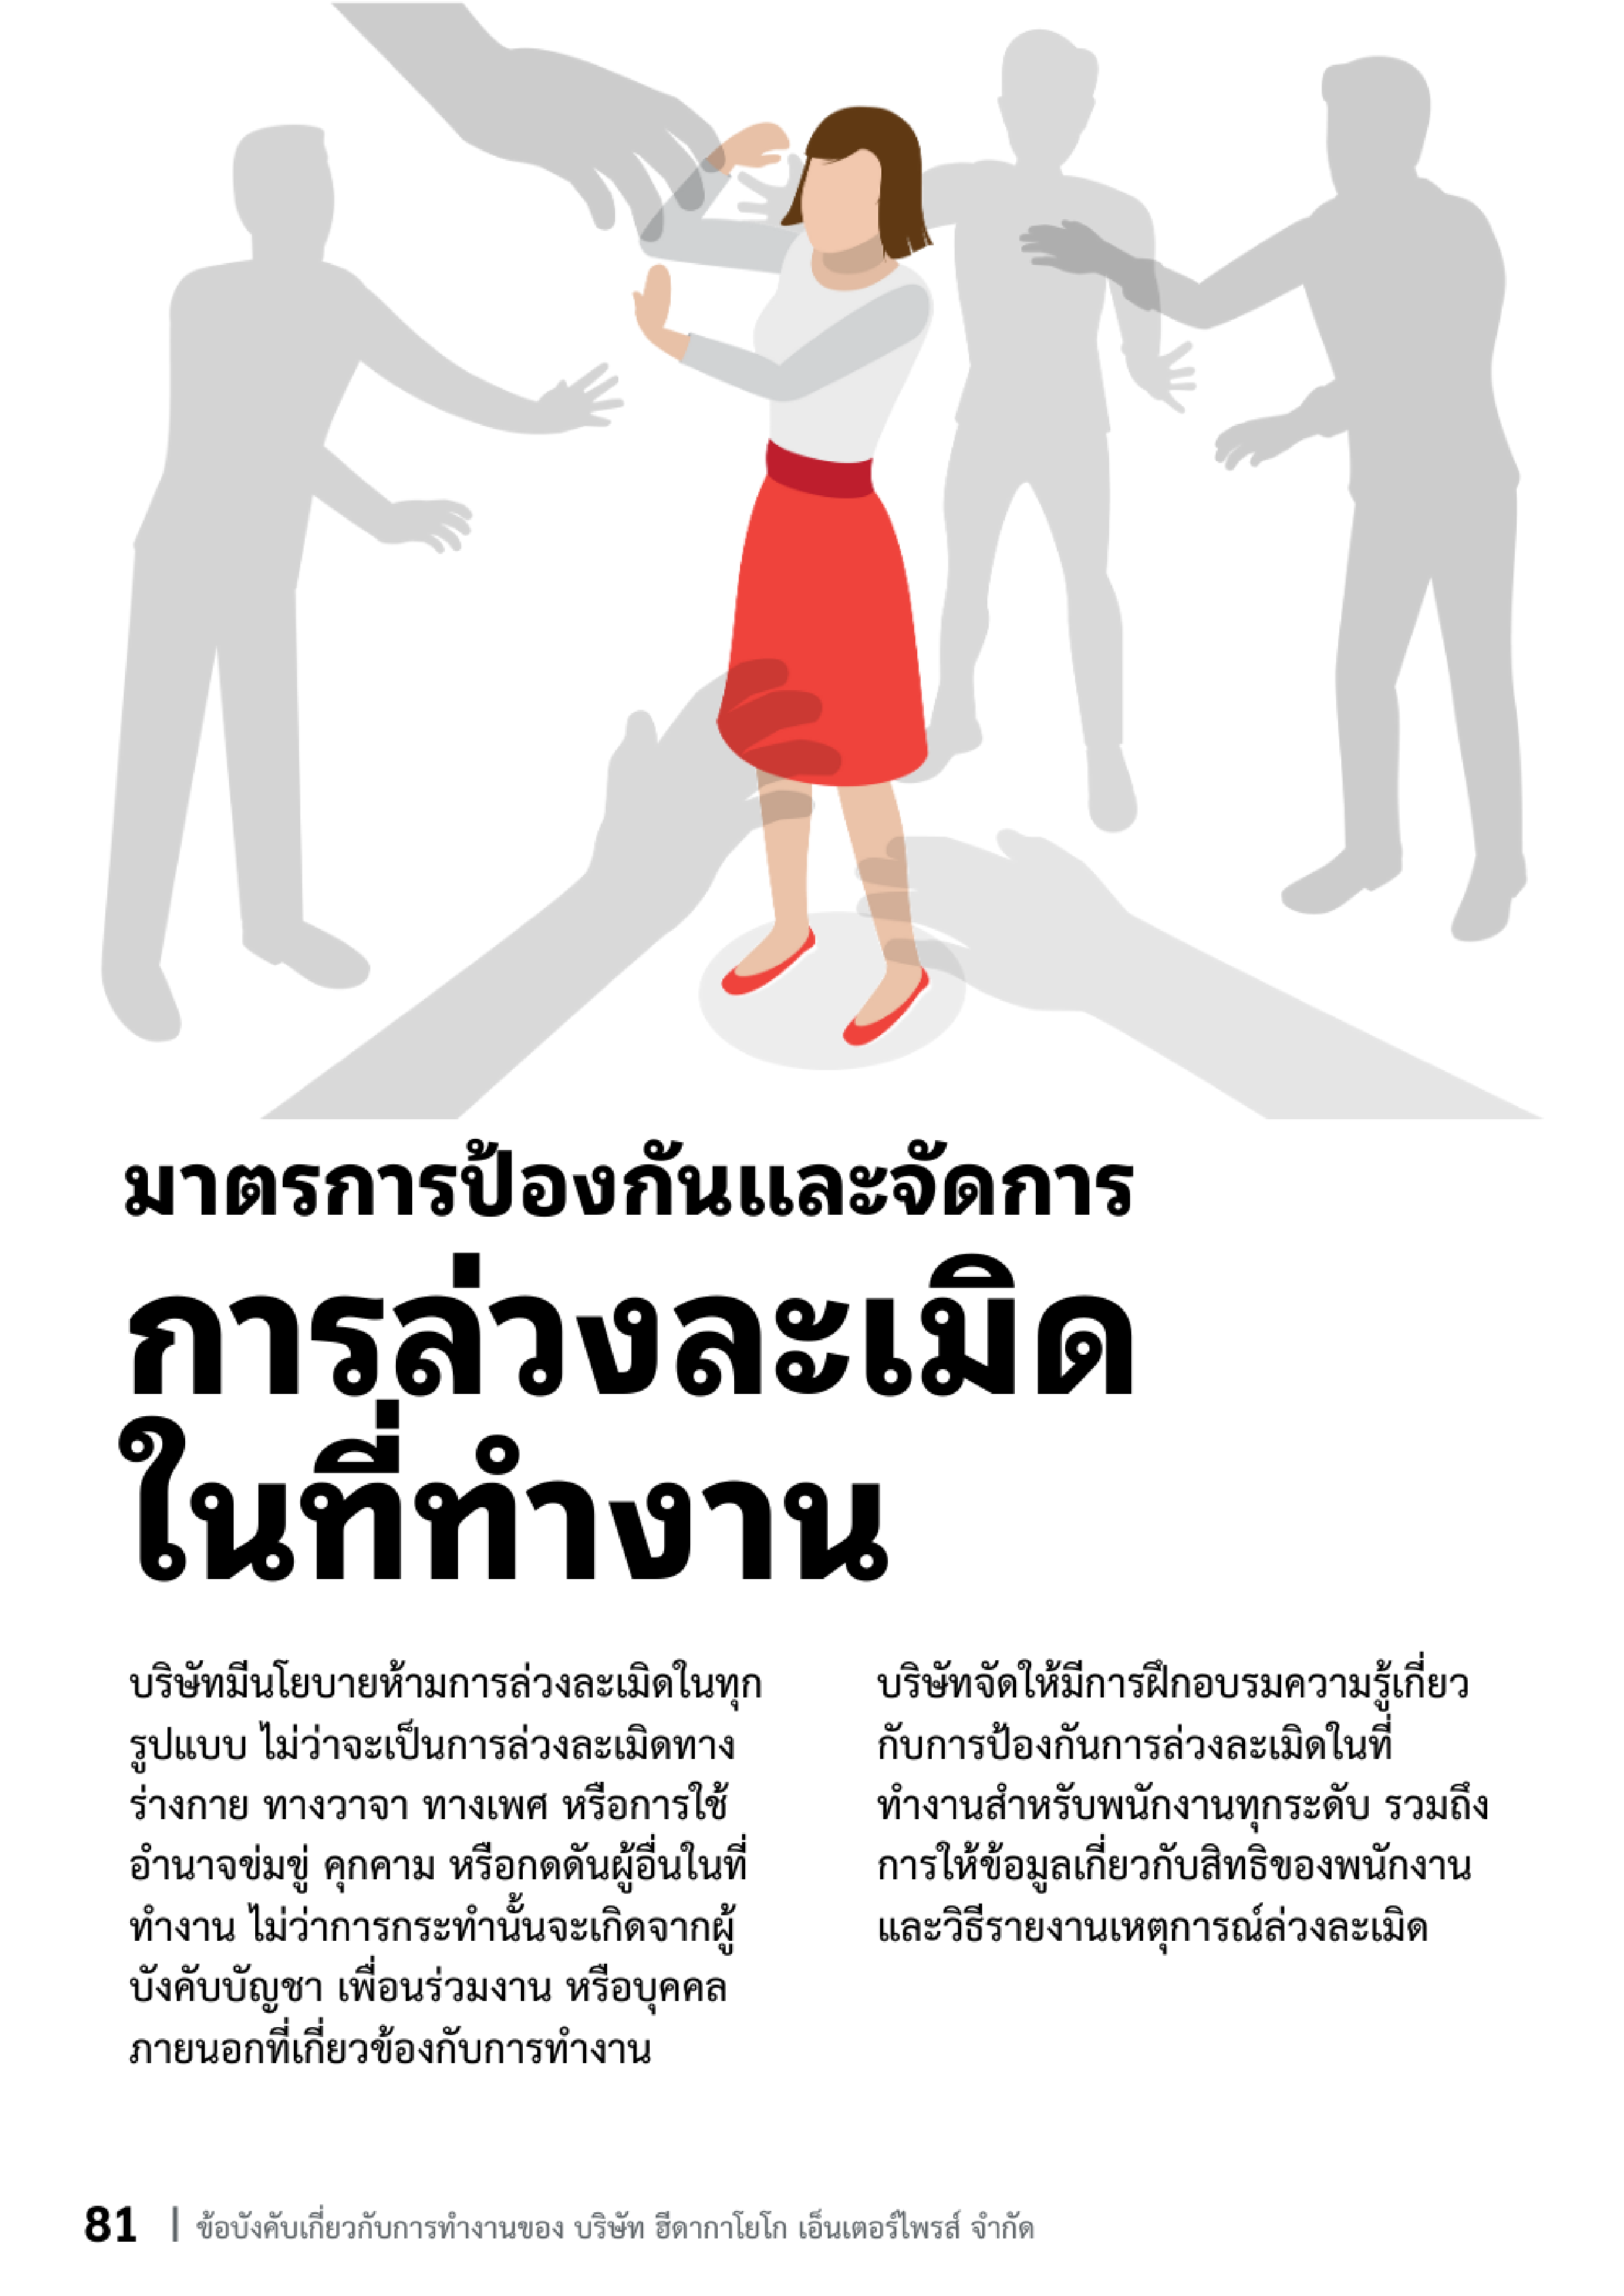 มาตรการป้องกันและจัดการ
การล่วงละเมิด
ในที่ทำงาน
บริษัทมีนโยบายห้ามการล่วงละเมิดในทุก
รูปแบบ ไม่ว่าจะเป็นการล่วงละเมิดทาง
ร่างกาย ทางวาจา ทางเพศ หรือการใช้
อำนาจข่มขู่ คุกคาม หรือกดดันผู้อื่นในที่
ทำงาน ไม่ว่าการกระทำนั้นจะเกิดจากผู้
บังคับบัญชา เพื่อนร่วมงาน หรือบุคคล
ภายนอกที่เกี่ยวข้องกับการทำงาน
บริษัทจัดให้มีการฝึกอบรมความรู้เกี่ยว
กับการป้องกันการล่วงละเมิดในที่
ทำงานสำหรับพนักงานทุกระดับ รวมถึง
การให้ข้อมูลเกี่ยวกับสิทธิของพนักงาน
และวิธีรายงานเหตุการณ์ล่วงละเมิด
81 | ข้อบังคับเกี่ยวกับการทำงานของ บริษัท ฮีดากาโยโก เอ็นเตอร์ไพรส์ จำกัด